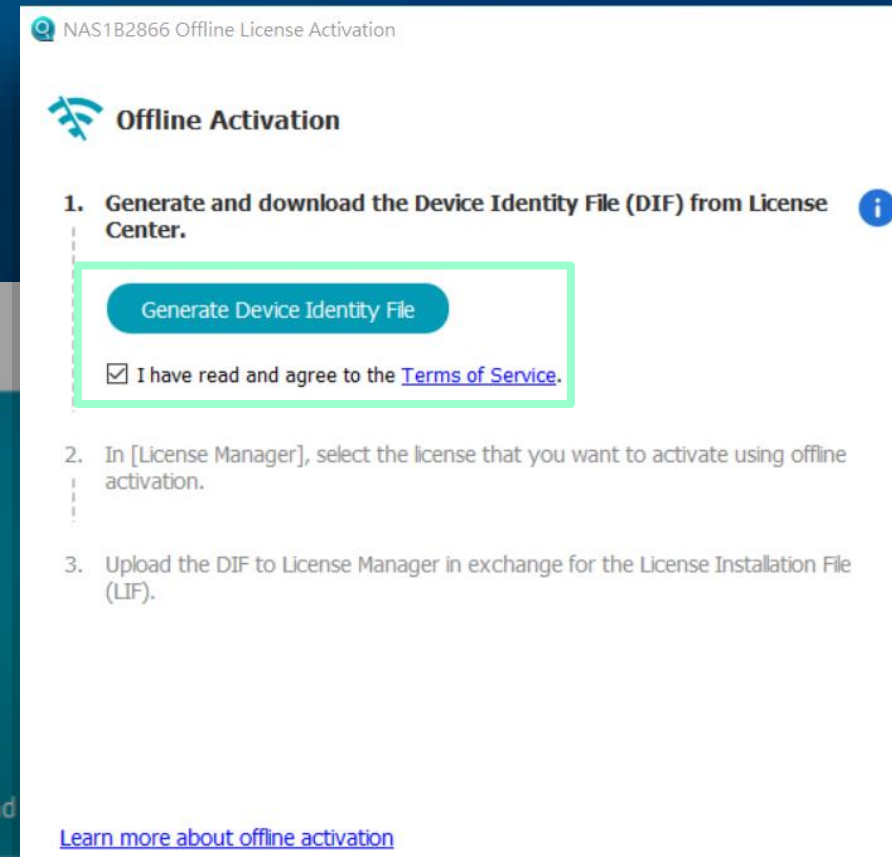 NAS1B2866 Offline License Activation
Offline Activation
1. Generate and download the Device Identity File (DIF) from License
Center.
Generate Device Identity File
I have read and agree to the Terms of Service.
2. In [License Manager], select the license that you want to activate using offline
activation.
3. Upload the DIF to License Manager in exchange for the License Installation File
(LIF).
Learn more about offline activation